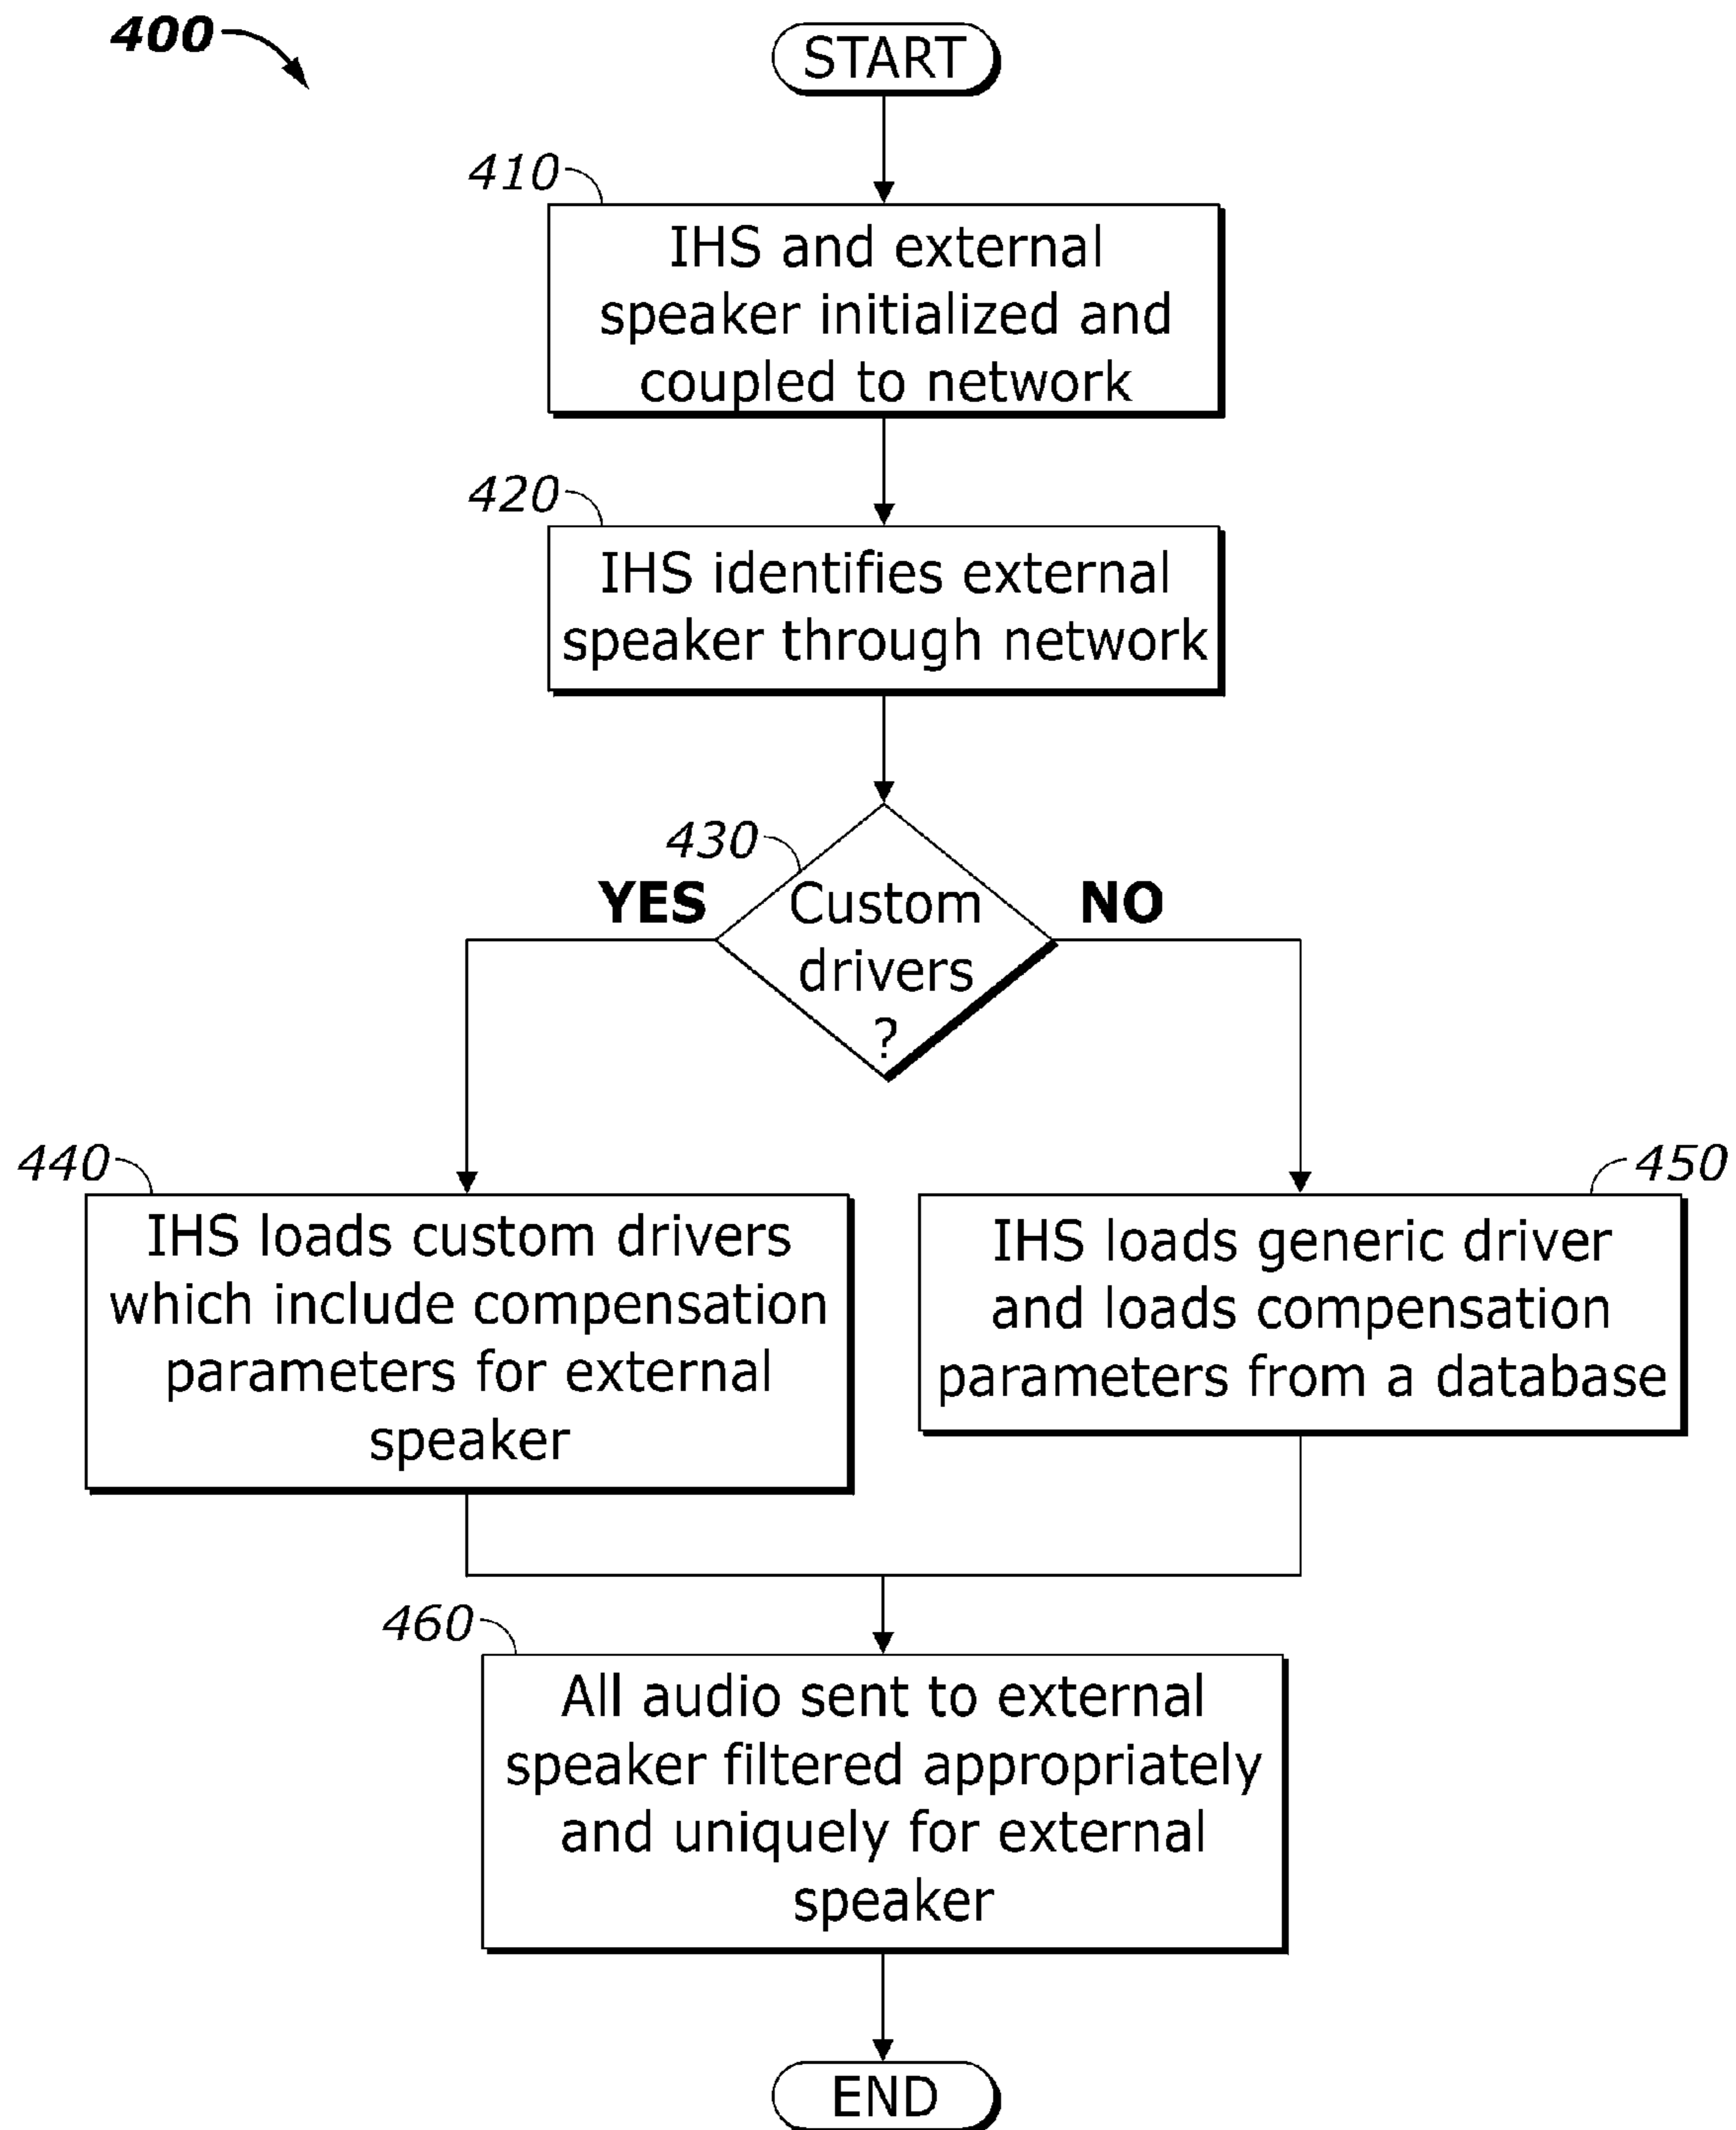 400
START
410
IHS and external
speaker initialized and
coupled to network
420
IHS identifies external
speaker through network
430
YES
Custom
drivers
?
NO
440
IHS loads custom drivers
which include compensation
parameters for external
speaker
450
IHS loads generic driver
and loads compensation
parameters from a database
460
All audio sent to external
speaker filtered appropriately
and uniquely for external
speaker
END